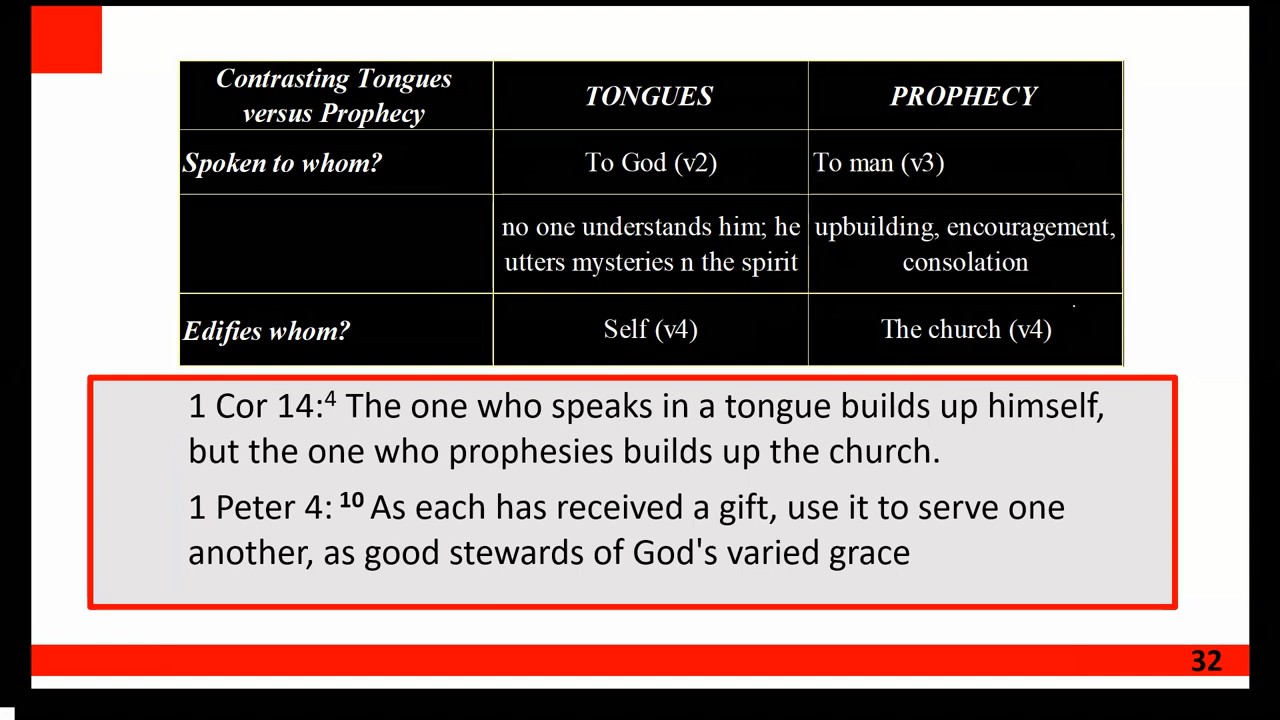 Contrasting Tongues
versus Prophecy
TONGUES
PROPHECY
Spoken to whom?
To God (v2)
To man (v3)
no one understands him; he
utters mysteries n the spirit
upbuilding, encouragement,
consolation
Edifies whom?
Self (v4)
The church (v4)
1 Cor 14:4 The one who speaks in a tongue builds up himself,
but the one who prophesies builds up the church.
1 Peter 4: 10 As each has received a gift, use it to serve one
another, as good stewards of God's varied grace
32